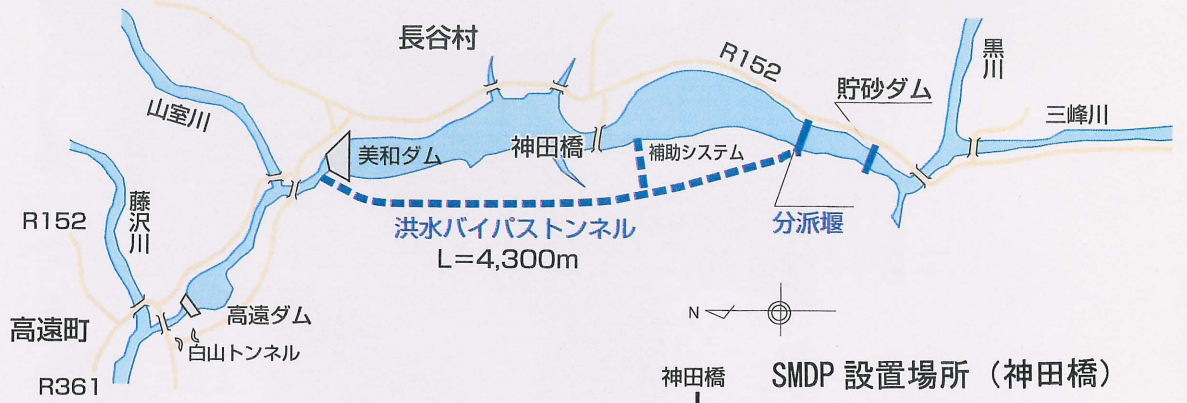 長谷村
R152
黒川
貯砂ダム
三峰川
山室川
美和ダム
神田橋
補助システム
藤沢川
R152
洪水バイパストンネル
L=4,300m
分派堰
高遠ダム
高遠町
白山トンネル
R361
N
神田橋
SMDP 設置場所（神田橋）